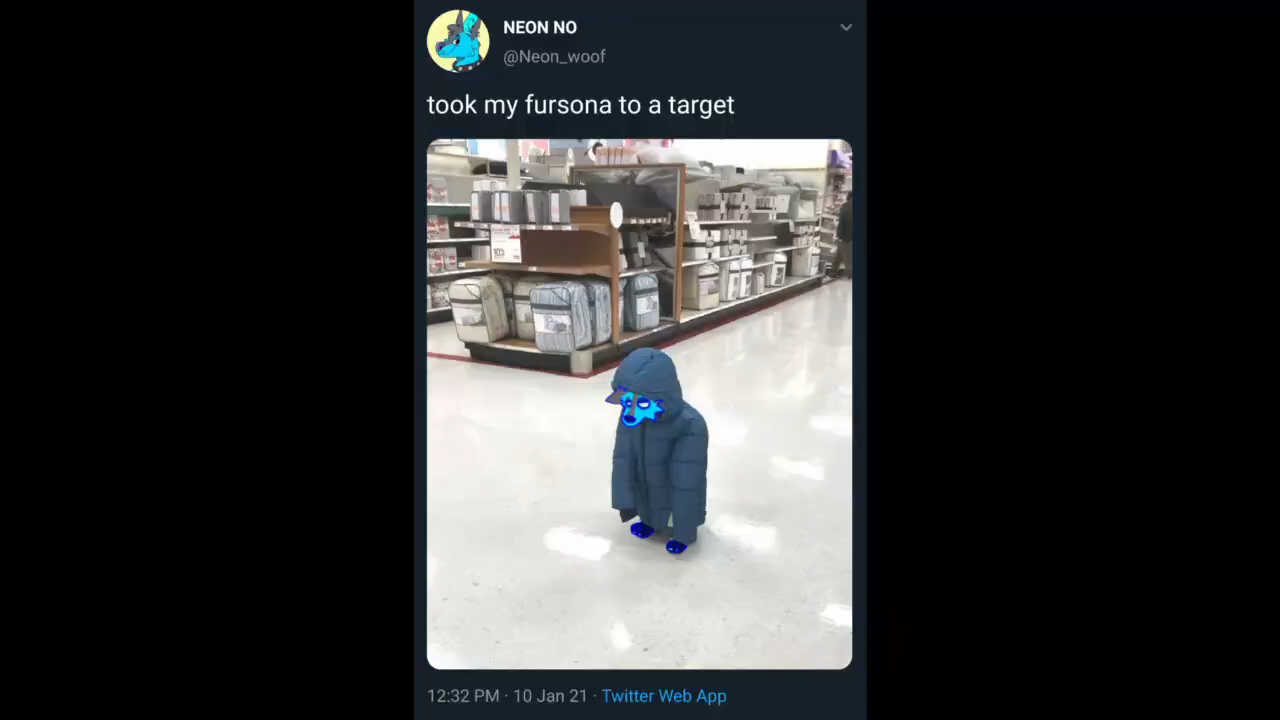 NEON NO
@Neon_woof
took my fursona to a target
12:32 PM · 10 Jan 21 · Twitter Web App